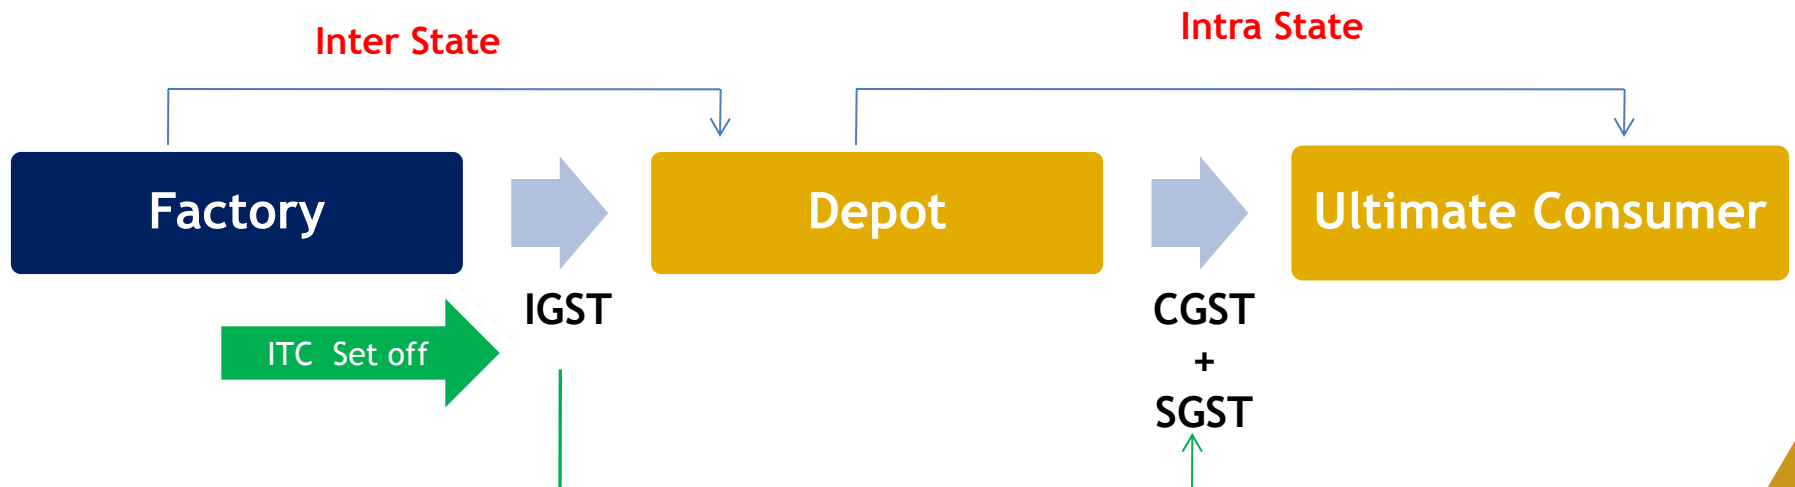 Inter State
Intra State
Factory
Depot
Ultimate Consumer
IGST
CGST
+
SGST
ITC Set off